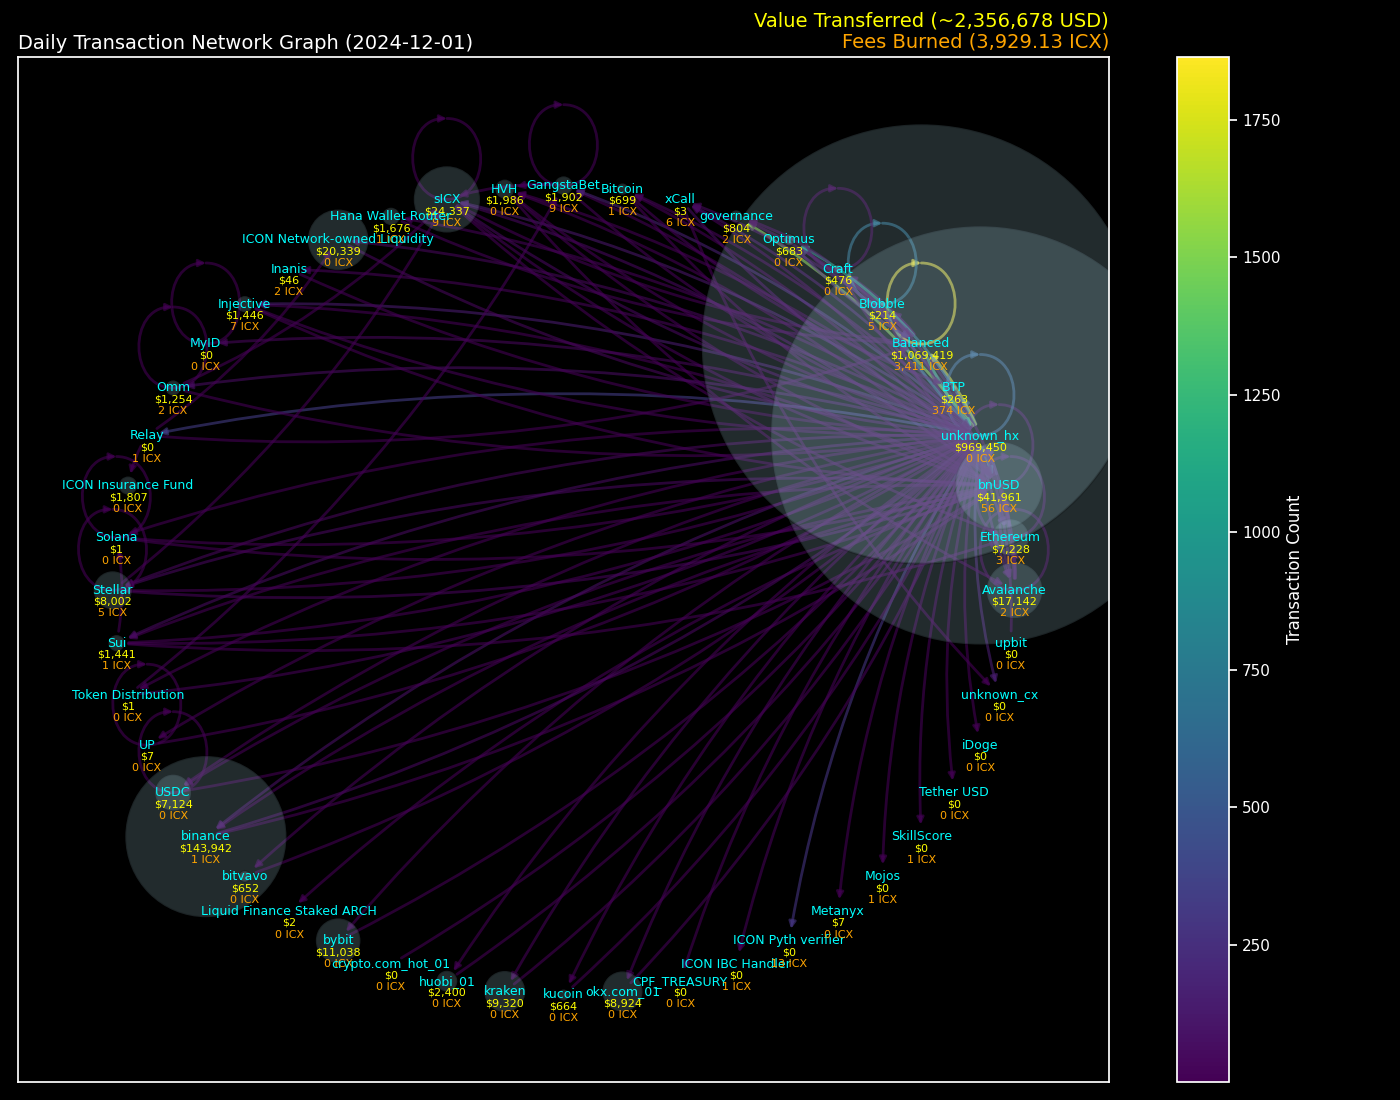 Value Transferred (~2,356,678 USD)
Daily Transaction Network Graph (2024-12-01)
Fees Burned (3,929.13 ICX)
GangstaBet
$1,902
9 ICX
HVH
$1,986
0 ICX
Bitcoin
$699
1 ICX
sICX
$24,337
9 ICX
xCall
$3
6 ICX
Hana Wallet Router
$1,676
1 ICX
governance
$804
2 ICX
ICON Network-owned Liquidity
$20,339
0 ICX
Optimus
$683
0 ICX
Inanis
$46
2 ICX
Craft
$476
0 ICX
Injective
$1,446
7 ICX
Blobble
$214
5 ICX
MyID
$0
0 ICX
Balanced
$1,069,419
3,411 ICX
Omm
$1,254
2 ICX
BTP
$263
374 ICX
Relay
$0
1 ICX
unknown_hx
$969,450
0 ICX
ICON Insurance Fund
$1,807
0 ICX
bnUSD
$41,961
56 ICX
Solana
$1
0 ICX
Ethereum
$7,228
3 ICX
Stellar
$8,002
5 ICX
Avalanche
$17,142
2 ICX
Sui
$1,441
1 ICX
upbit
$0
0 ICX
Token Distribution
$1
0 ICX
unknown_cx
$0
0 ICX
UP
$7
0 ICX
iDoge
$0
0 ICX
USDC
$7,124
0 ICX
Tether USD
$0
0 ICX
binance
$143,942
1 ICX
SkillScore
$0
1 ICX
bitvavo
$652
0 ICX
Mojos
$0
1 ICX
Liquid Finance Staked ARCH
$2
0 ICX
Metanyx
$7
0 ICX
bybit
$11,038
0 ICX
ICON Pyth verifier
$0
ICX
crypto.com_hot_01
$0
0 ICX
ICON IBC Handler
$0
1 ICX
huobi_01
$2,400
0 ICX
CPF_TREASURY
$0
0 ICX
kraken
$9,320
0 ICX
kucoin
$664
0 ICX
okx.com_01
$8,924
0 ICX
1750
1500
1250
1000
750
500
250
Transaction Count